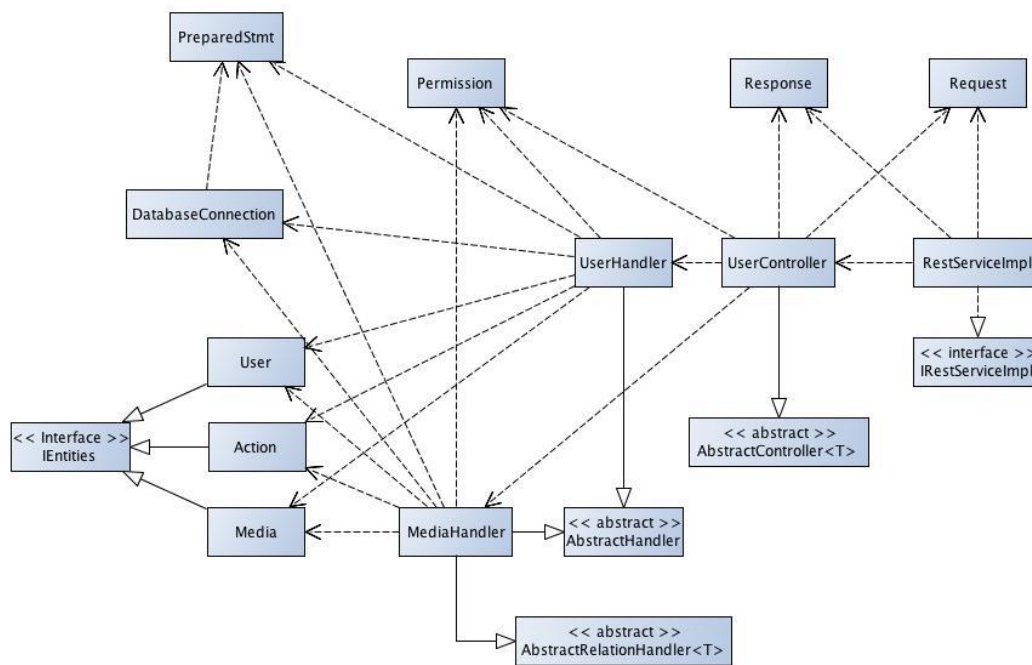 PreparedStmt
Permission
Response
Request
DatabaseConnection
UserHandler
UserController
RestServiceImpl
User
<< interface >>
IRestServiceImpl
<< Interface >>
IEntities
Action
<< abstract >>
AbstractController<T>
Media
MediaHandler
<< abstract >>
AbstractHandler
<< abstract >>
AbstractRelationHandler<T>